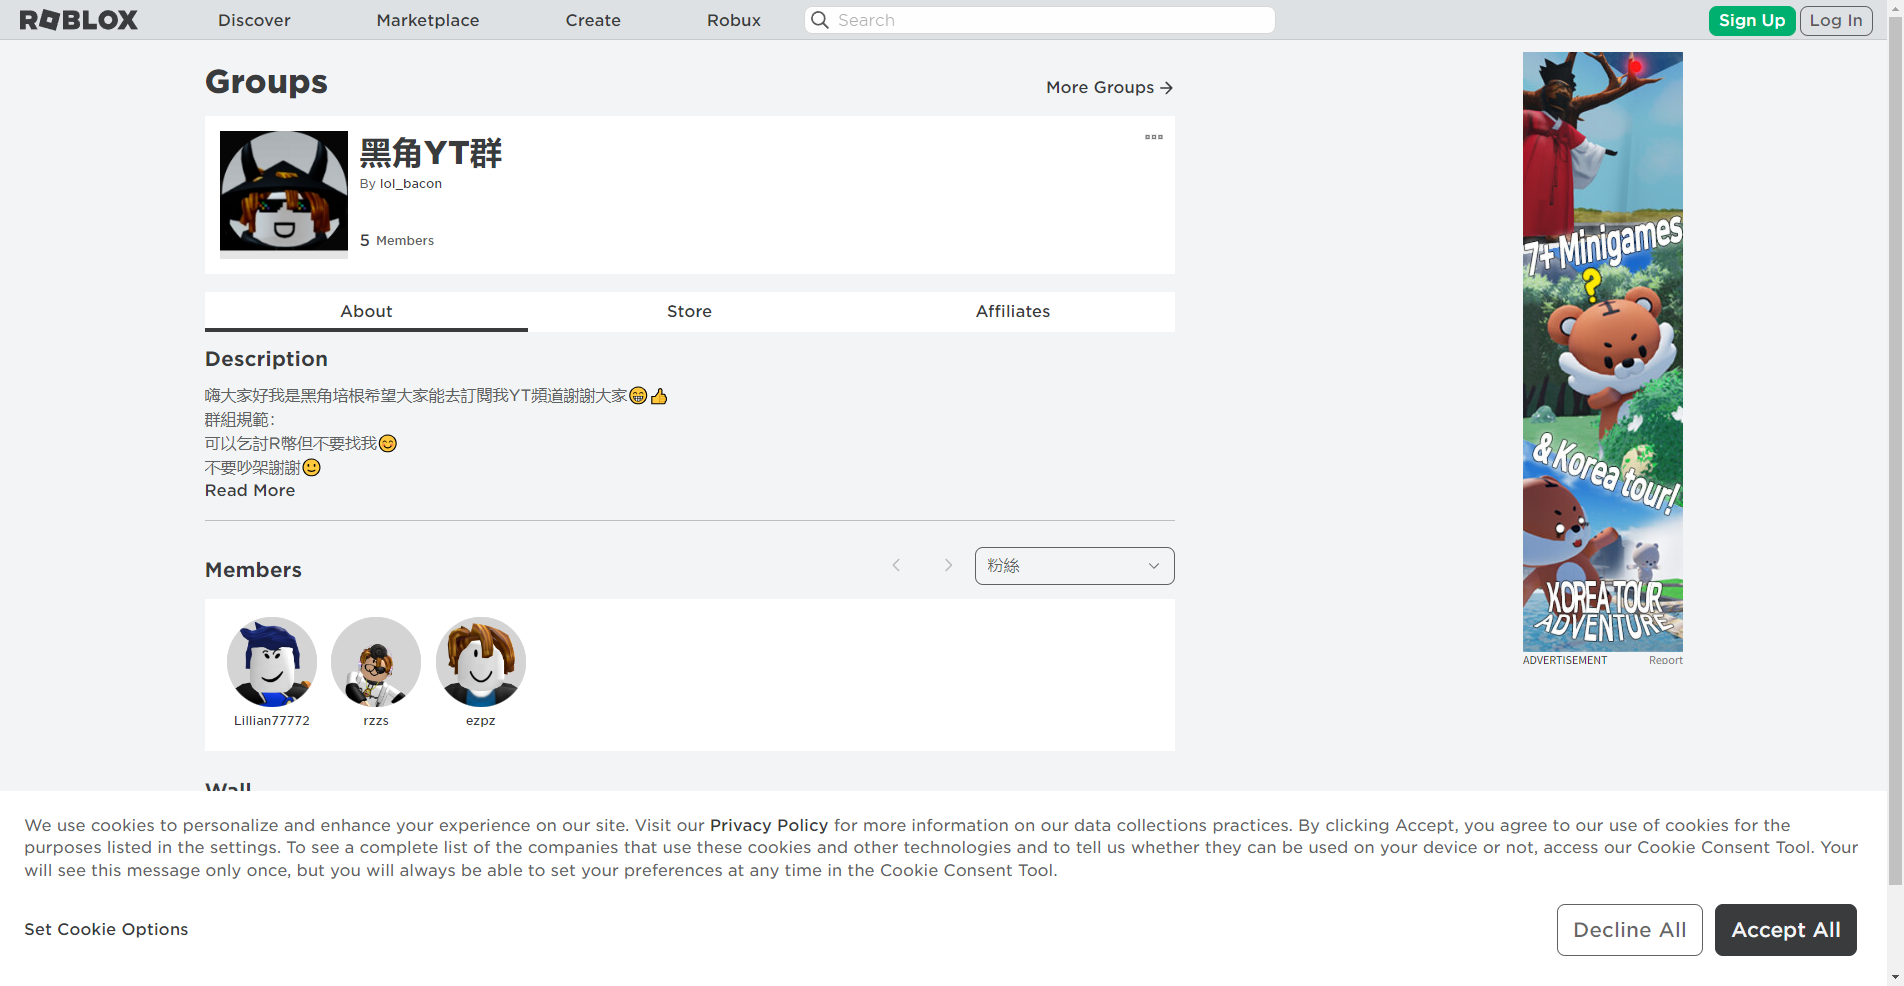 ROBLOX
Discover
Marketplace
Create
Robux
Search
Sign Up
Log In
Groups
More Groups →
黑角YT群
By lol_bacon
5 Members
About
Store
Affiliates
Description
嗨大家好我是黑角培根希望大家能去訂閱我YT頻道謝謝大家😁👍
群組規範：
可以乞討R幣但不要找我😊
不要吵架謝謝🙂
Read More
Members
粉絲
Lillian77772
rzzs
ezpz
Wall
7+ Minigames
?
& Korea tour!
KOREA TOUR
ADVENTURE
ADVERTISEMENT
Report
We use cookies to personalize and enhance your experience on our site. Visit our Privacy Policy for more information on our data collections practices. By clicking Accept, you agree to our use of cookies for the
purposes listed in the settings. To see a complete list of the companies that use these cookies and other technologies and to tell us whether they can be used on your device or not, access our Cookie Consent Tool. Your
will see this message only once, but you will always be able to set your preferences at any time in the Cookie Consent Tool.
Set Cookie Options
Decline All
Accept All